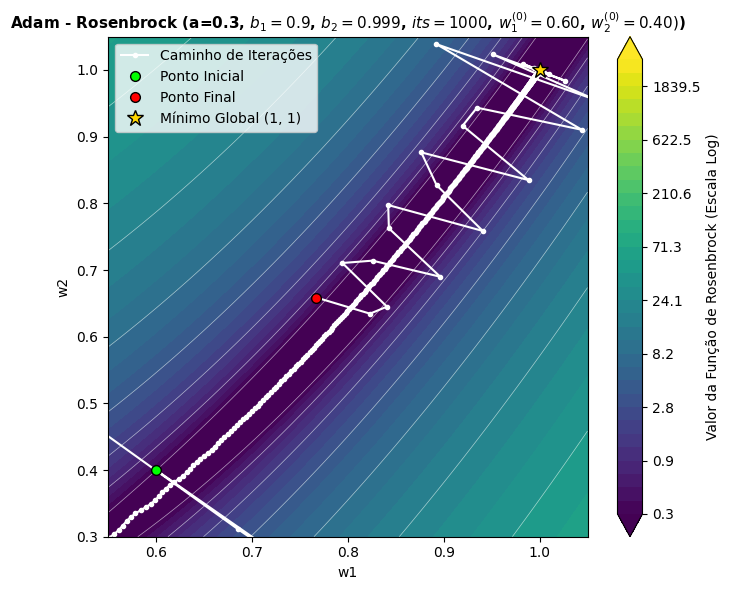 Adam - Rosenbrock (a=0.3, b₁ = 0.9, b₂ = 0.999, its = 1000, w₁⁽⁰⁾ = 0.60, w₂⁽⁰⁾ = 0.40))
Caminho de Iterações
Ponto Inicial
Ponto Final
Mínimo Global (1, 1)
1.0
0.9
0.8
0.7
0.6
0.5
0.4
0.3
w2
0.6
0.7
0.8
0.9
1.0
w1
1839.5
622.5
210.6
71.3
24.1
8.2
2.8
0.9
0.3
Valor da Função de Rosenbrock (Escala Log)